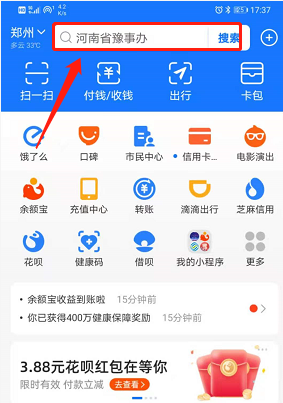 4.2 K/s
17:37
郑州
多云 33°C
河南省豫事办 搜索
扫一扫 付钱/收钱 出行 卡包
饿了么 口碑 市民中心 信用卡... 电影演出
余额宝 充值中心 转账 滴滴出行 芝麻信用
花呗 健康码 借呗 我的小程序 更多
余额宝收益到账啦 15分钟前
你已获得400万健康保障奖励 15分钟前
3.88元花呗红包在等你
限时有效 付款立减 去查看>